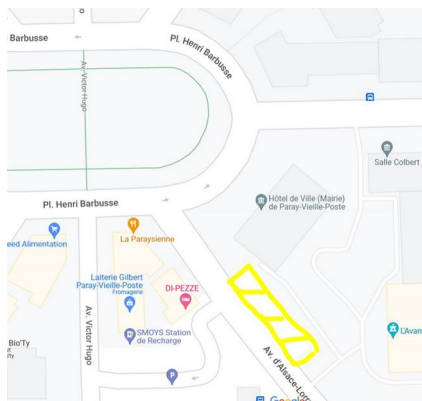 Barbusse
Pl. Henri Barbusse
Av. Victor Hugo
Salle Colbert
Pl. Henri Barbusse
Hôtel de Ville (Mairie)
de Paray-Vieille-Poste
eed Alimentation
La Paraysienne
Laiterie Gilbert
Paray-Vieille-Poste
Fromagerie
DI-PEZZE
Av. Victor Hugo
SMOYS Station
de Recharge
Bio'Ty
L'Avan
P
Av. d'Alsace-Lorr
Google